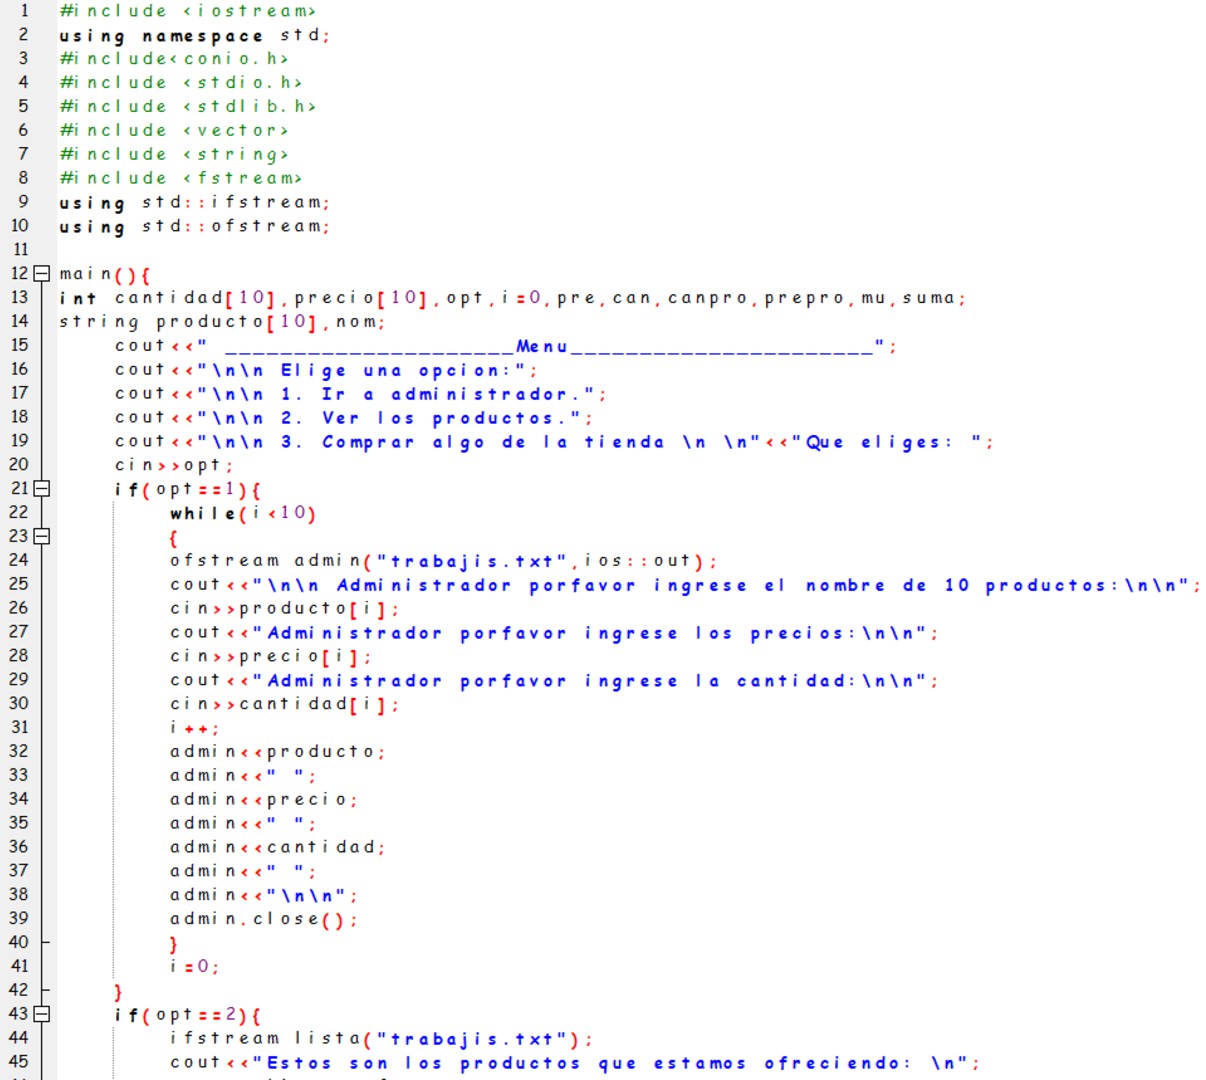 1 #include <iostream>
2 using namespace std;
3 #include<conio.h>
4 #include <stdio.h>
5 #include <stdlib.h>
6 #include <vector>
7 #include <string>
8 #include <fstream>
9 using std::ifstream;
10 using std::ofstream;
11
12 main(){
13 int cantidad[10],precio[10],opt,i=0,pre,can,canpro,prepro,mu,suma;
14 string producto[10],nom;
15 cout<<" _____________________Menu______________________";
16 cout<<"\n\n Elige una opcion:";
17 cout<<"\n\n 1. Ir a administrador.";
18 cout<<"\n\n 2. Ver los productos.";
19 cout<<"\n\n 3. Comprar algo de la tienda \n \n"<<"Que eliges: ";
20 cin>>opt;
21 if(opt==1){
22 while(i<10)
23 {
24 ofstream admin("trabajis.txt",ios::out);
25 cout<<"\n\n Administrador porfavor ingrese el nombre de 10 productos:\n\n";
26 cin>>producto[i];
27 cout<<"Administrador porfavor ingrese los precios:\n\n";
28 cin>>precio[i];
29 cout<<"Administrador porfavor ingrese la cantidad:\n\n";
30 cin>>cantidad[i];
31 i++;
32 admin<<producto;
33 admin<<" ";
34 admin<<precio;
35 admin<<" ";
36 admin<<cantidad;
37 admin<<" ";
38 admin<<"\n\n";
39 admin.close();
40 }
41 i=0;
42 }
43 if(opt==2){
44 ifstream lista("trabajis.txt");
45 cout<<"Estos son los productos que estamos ofreciendo: \n";